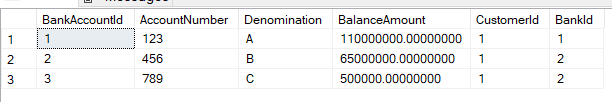 Messages
BankAccountId AccountNumber Denomination BalanceAmount CustomerId BankId
1 1 123 A 110000000.00000000 1 1
2 2 456 B 65000000.00000000 1 2
3 3 789 C 500000.00000000 1 2